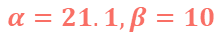 α = 21.1, β = 10